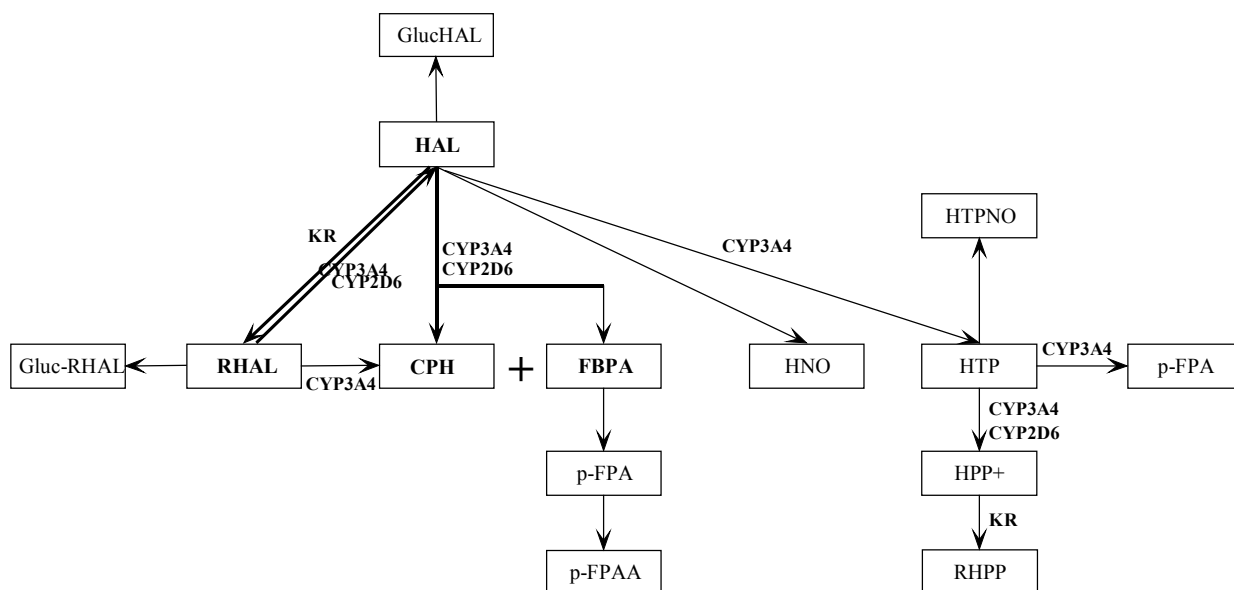 GlucHAL
HAL
HTPNO
KR
CYP3A4
CYP2D6
CYP3A4
CYP2D6
CYP3A4
Gluc-RHAL
RHAL
CYP3A4
CPH
+
FBPA
HNO
HTP
CYP3A4
p-FPA
CYP3A4
CYP2D6
p-FPA
HPP+
KR
p-FPAA
RHPP